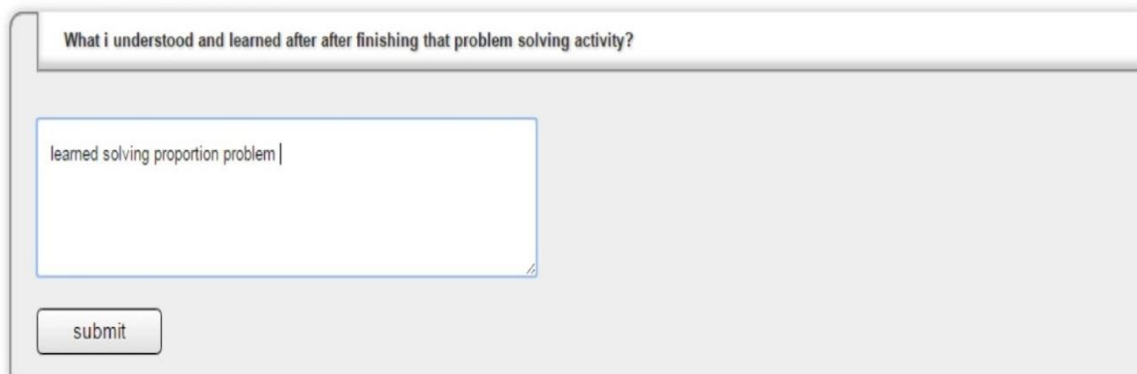 What i understood and learned after after finishing that problem solving activity?
learned solving proportion problem
submit